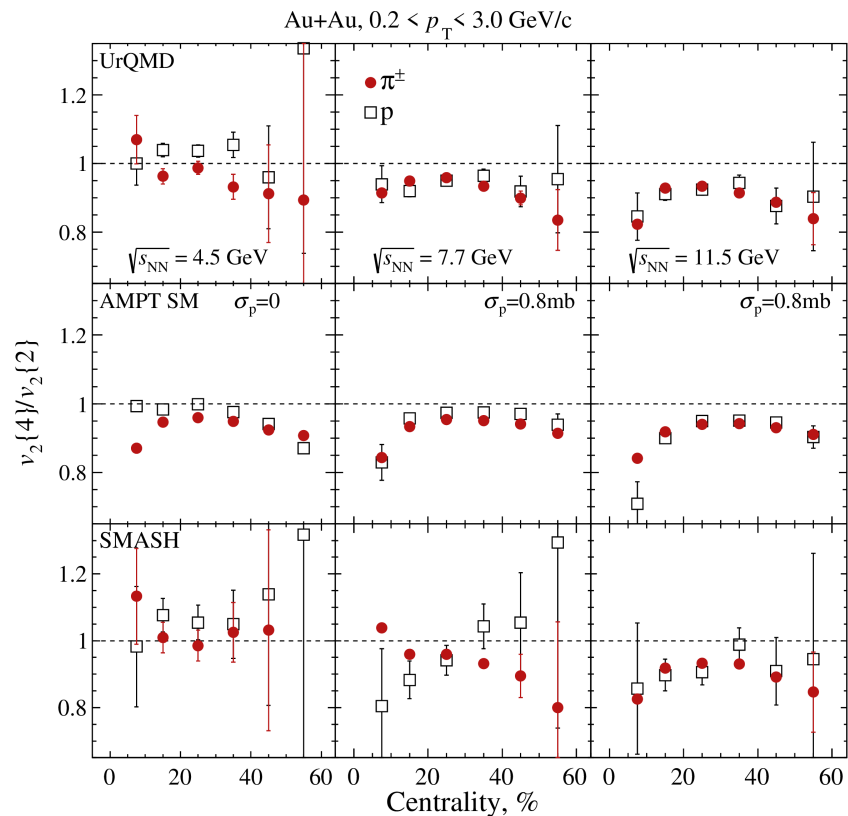 Au+Au, 0.2 < p_T < 3.0 GeV/c
UrQMD
1.2
1
0.8
√s_NN = 4.5 GeV
π±
p
√s_NN = 7.7 GeV
√s_NN = 11.5 GeV
v₂{4}/v₂{2}
AMPT SM σ_p=0
σ_p=0.8mb
σ_p=0.8mb
1.2
1
0.8
SMASH
1.2
1
0.8
0 20 40 60 0 20 40 60 0 20 40 60
Centrality, %